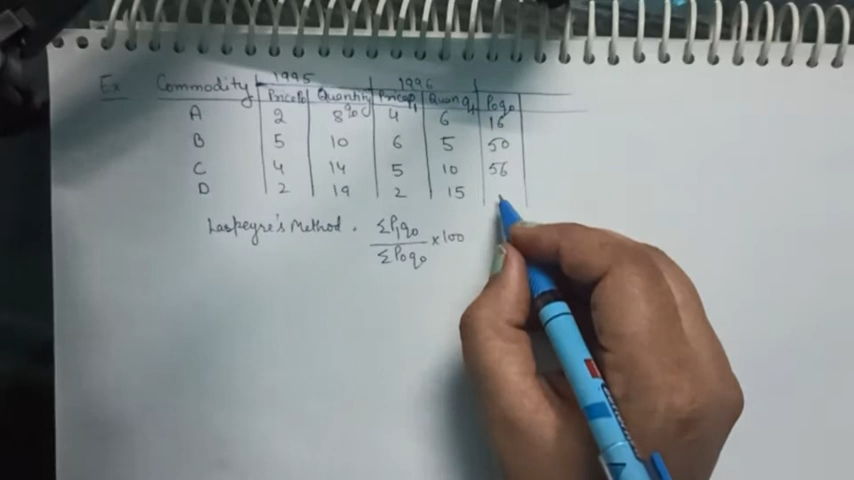 Ex Commodity 1995 1996
Price P0 Quantity q0 Price P1 Quan q1 P0q0
A 2 8 4 6 16
B 5 10 6 5 50
C 4 14 5 10 56
D 2 19 2 15
Laspeyre's Method . ΣP1q0 / ΣP0q0 × 100